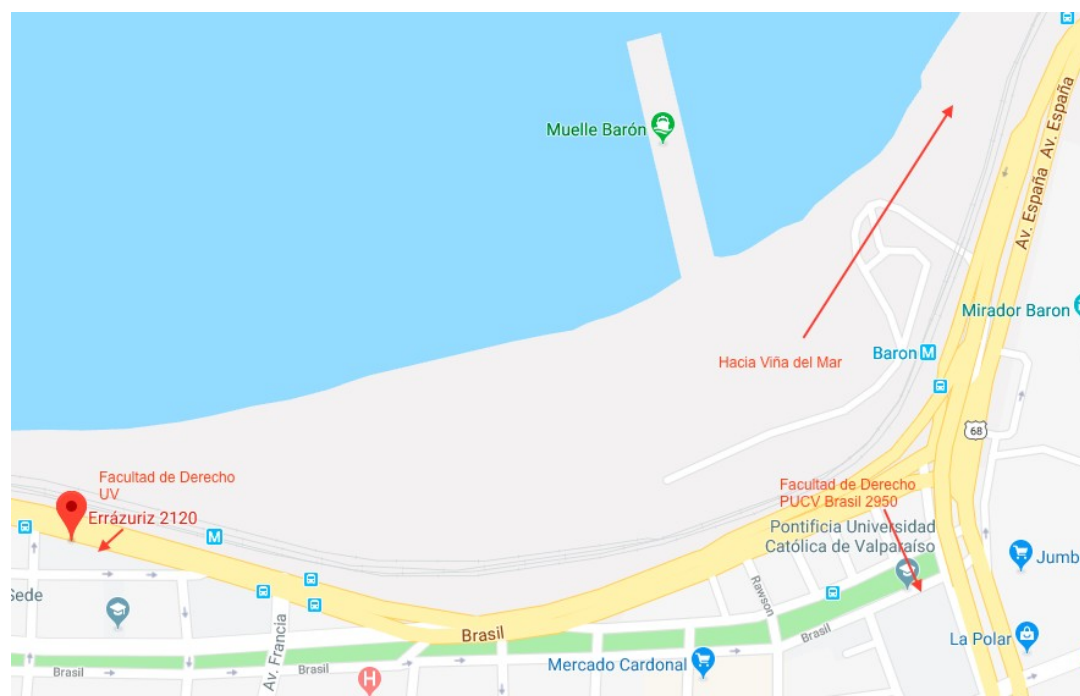 Muelle Barón
Av. España
Av. España
Mirador Baron
Hacia Viña del Mar
Baron M
68
Facultad de Derecho
UV
Errázuriz 2120
M
Facultad de Derecho
PUCV Brasil 2950
Pontificia Universidad
Católica de Valparaíso
Jumb
Sede
Rawson
Av. Francia
Brasil
Brasil
Brasil
Brasil
H
Mercado Cardonal
La Polar